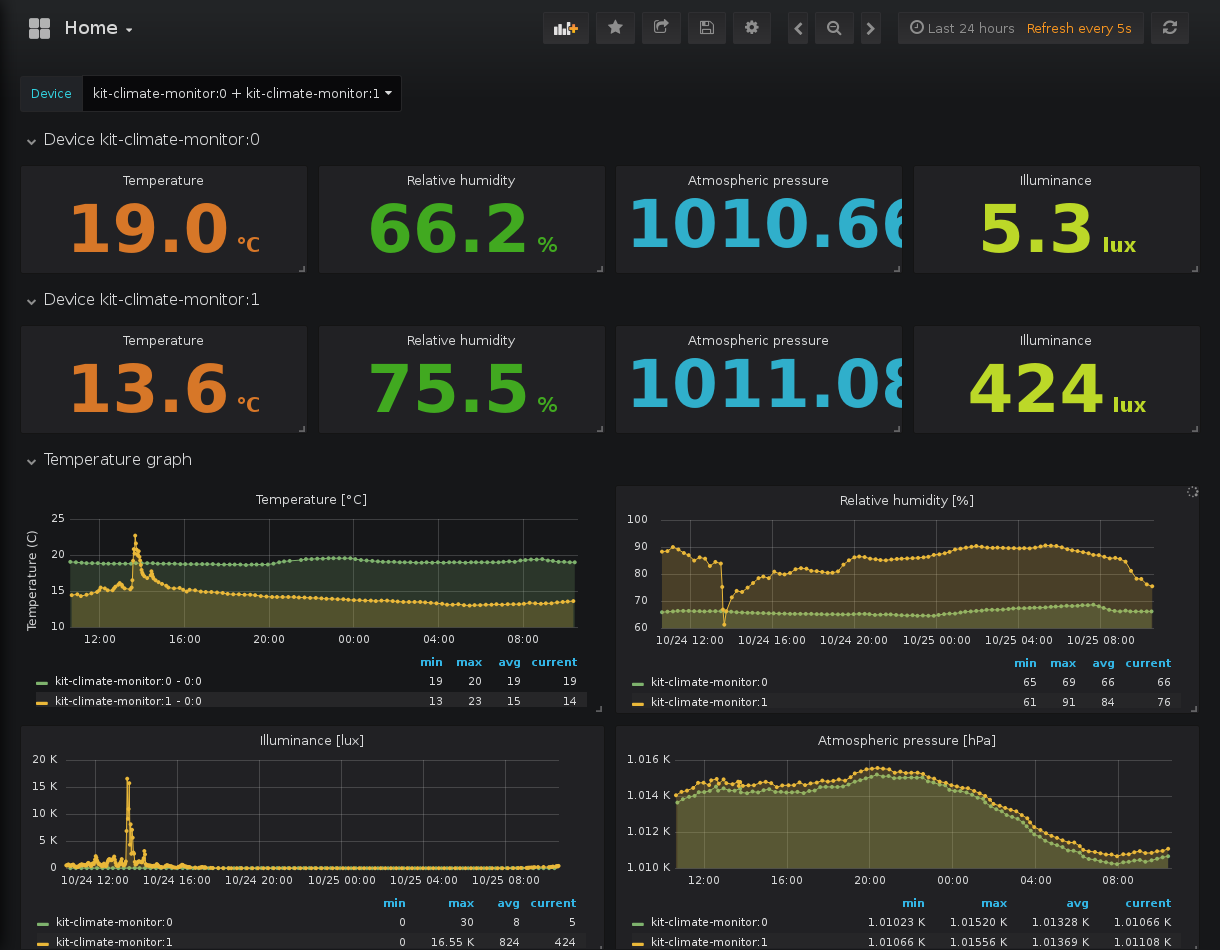 Home
Last 24 hours Refresh every 5s
Device kit-climate-monitor:0 + kit-climate-monitor:1
Device kit-climate-monitor:0
Temperature Relative humidity Atmospheric pressure Illuminance
19.0 °C 66.2 % 1010.66 5.3 lux
Device kit-climate-monitor:1
Temperature Relative humidity Atmospheric pressure Illuminance
13.6 °C 75.5 % 1011.08 424 lux
Temperature graph
Temperature [°C]
Temperature (C)
25
20
15
10
12:00 16:00 20:00 00:00 04:00 08:00
min max avg current
kit-climate-monitor:0 - 0:0 19 20 19 19
kit-climate-monitor:1 - 0:0 13 23 15 14
Relative humidity [%]
100
90
80
70
60
10/24 12:00 10/24 16:00 10/24 20:00 10/25 00:00 10/25 04:00 10/25 08:00
min max avg current
kit-climate-monitor:0 65 69 66 66
kit-climate-monitor:1 61 91 84 76
Illuminance [lux]
20 K
15 K
10 K
5 K
0
10/24 12:00 10/24 16:00 10/24 20:00 10/25 00:00 10/25 04:00 10/25 08:00
min max avg current
kit-climate-monitor:0 0 30 8 5
kit-climate-monitor:1 0 16.55 K 824 424
Atmospheric pressure [hPa]
1.016 K
1.014 K
1.012 K
1.010 K
12:00 16:00 20:00 00:00 04:00 08:00
min max avg current
kit-climate-monitor:0 1.01023 K 1.01520 K 1.01328 K 1.01066 K
kit-climate-monitor:1 1.01066 K 1.01556 K 1.01369 K 1.01108 K